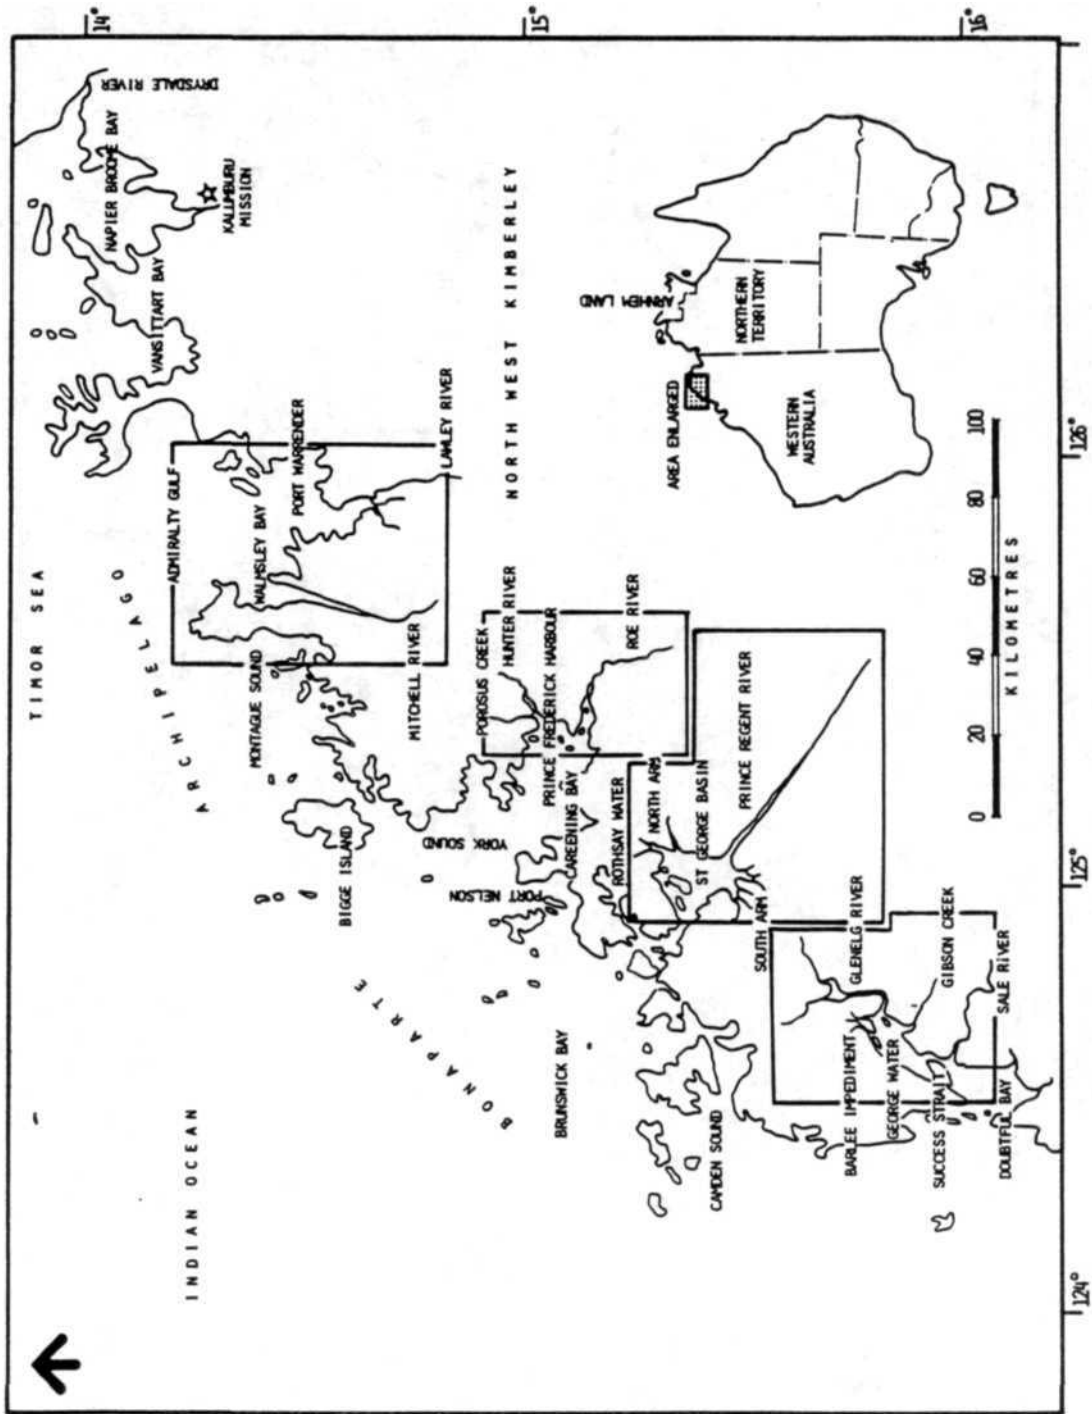 TIMOR SEA
INDIAN OCEAN
BONAPARTE
ARCHIPELAGO
DRYSDALE RIVER
NAPIER BROOME BAY
KALUMBURU
MISSION
VANSITTART BAY
ADMIRALTY GULF
WALMSLEY BAY
PORT WARRENDER
LAWLEY RIVER
MONTAGUE SOUND
MITCHELL RIVER
BIGGE ISLAND
YORK SOUND
PORT NELSON
NORTH WEST KIMBERLEY
POROSUS CREEK
HUNTER RIVER
PRINCE FREDERICK HARBOUR
ROE RIVER
CAREENING BAY
ROTHSAY WATER
NORTH ARM
ST GEORGE BASIN
PRINCE REGENT RIVER
BRUNSWICK BAY
SOUTH ARM
CAMDEN SOUND
GLENELG RIVER
BARLEE IMPEDIMENT
GEORGE WATER
GIBSON CREEK
SUCCESS STRAIT
SALE RIVER
DOUBTFUL BAY
AREA ENLARGED
ARNHEM LAND
NORTHERN
TERRITORY
WESTERN
AUSTRALIA
0 20 40 60 80 100
KILOMETRES
14°
15°
16°
124°
125°
126°